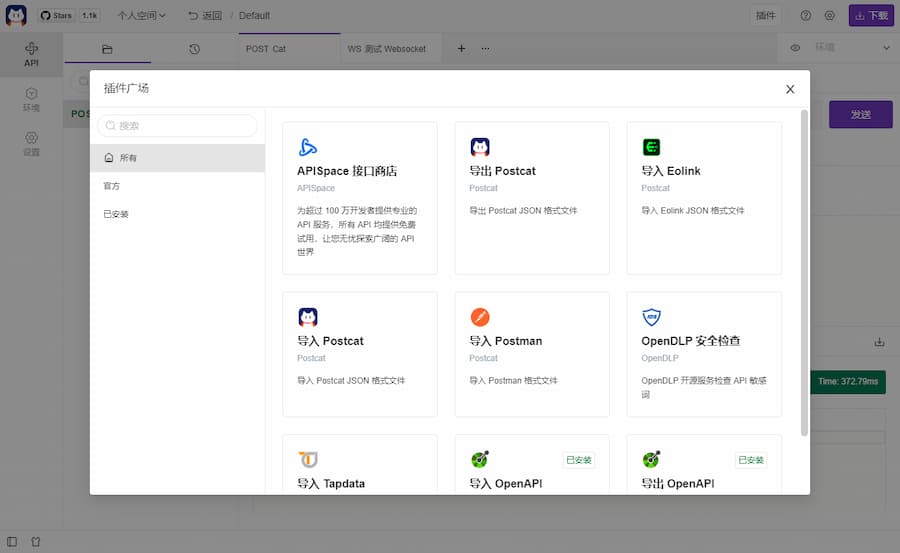 Stars 1.1k 个人空间 返回 / Default 插件 下载
API
环境
设置
POST Cat
WS 测试 Websocket
环境
POS
发送
插件广场
搜索
所有
官方
已安装
APISpace 接口商店
APISpace
为超过 100 万开发者提供专业的
API 服务，所有 API 均提供免费
试用，让您无忧探索广阔的 API
世界
导出 Postcat
Postcat
导出 Postcat JSON 格式文件
导入 Eolink
Postcat
导入 Eolink JSON 格式文件
导入 Postcat
Postcat
导入 Postcat JSON 格式文件
导入 Postman
Postcat
导入 Postman 格式文件
OpenDLP 安全检查
OpenDLP
OpenDLP 开源服务检查 API 敏感
词
导入 Tapdata
已安装
导入 OpenAPI
已安装
导出 OpenAPI
Time: 372.79ms